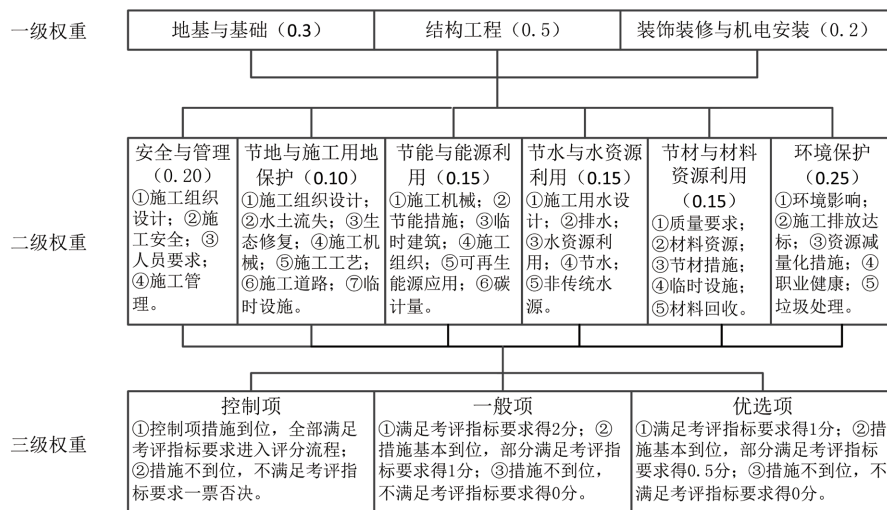 一级权重
地基与基础（0.3）
结构工程（0.5）
装饰装修与机电安装（0.2）
二级权重
安全与管理
（0.20）
①施工组织
设计；②施
工安全；③
人员要求；
④施工管
理。
节地与施工用地
保护（0.10）
①施工组织设计；
②水土流失；③生
态修复；④施工机
械；⑤施工工艺；
⑥施工道路；⑦临
时设施。
节能与能源利
用（0.15）
①施工机械；②
节能措施；③临
时建筑；④施工
组织；⑤可再生
能源应用；⑥碳
计量。
节水与水资源
利用（0.15）
①施工用水设
计；②排水；
③水资源利
用；④节水；
⑤非传统水
源。
节材与材料
资源利用
（0.15）
①质量要求；
②材料资源；
③节材措施；
④临时设施；
⑤材料回收。
环境保护
（0.25）
①环境影响；
②施工排放达
标；③资源减
量化措施；④
职业健康；⑤
垃圾处理。
三级权重
控制项
①控制项措施到位，全部满足
考评指标要求进入评分流程；
②措施不到位，不满足考评指
标要求一票否决。
一般项
①满足考评指标要求得2分；②
措施基本到位，部分满足考评指
标要求得1分；③措施不到位，
不满足考评指标要求得0分。
优选项
①满足考评指标要求得1分；②措
施基本到位，部分满足考评指标
要求得0.5分；③措施不到位，不
满足考评指标要求得0分。